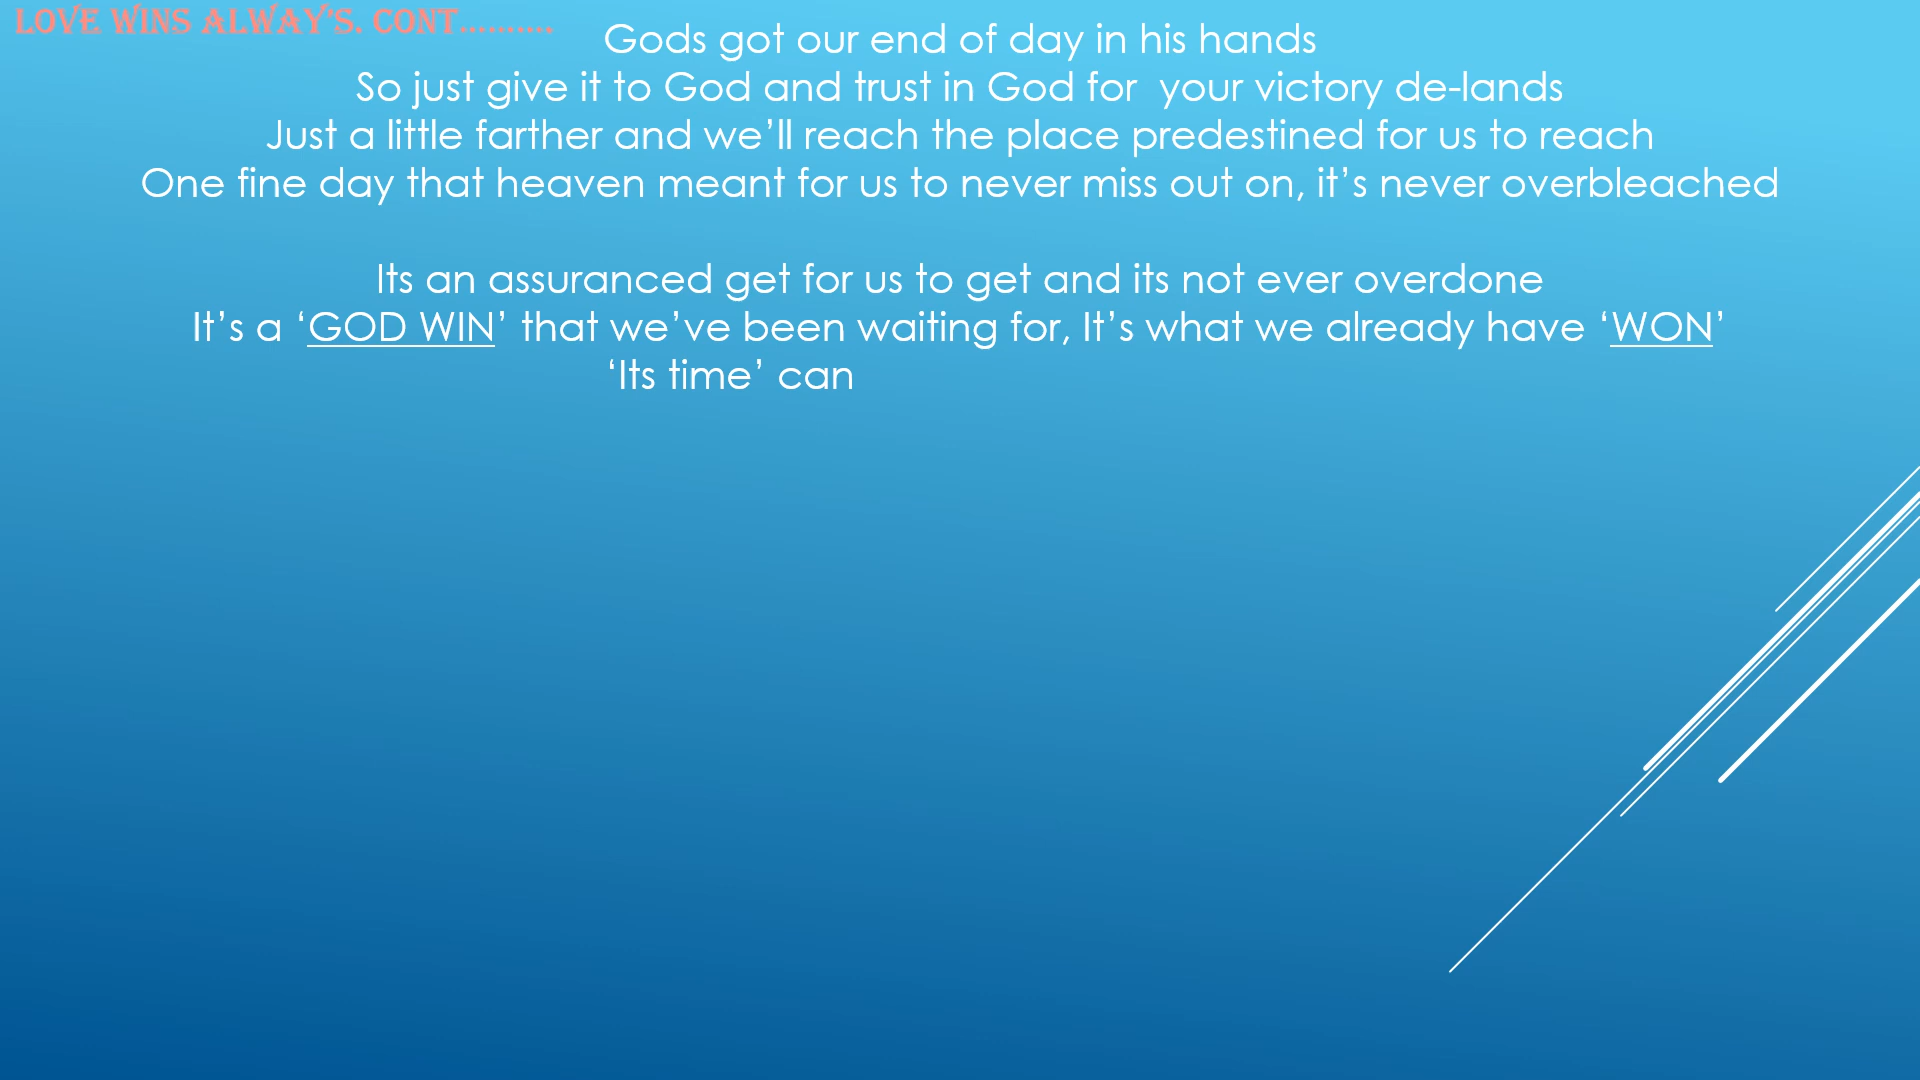 LOVE WINS ALWAY'S. CONT..........
Gods got our end of day in his hands
So just give it to God and trust in God for  your victory de-lands
Just a little farther and we’ll reach the place predestined for us to reach
One fine day that heaven meant for us to never miss out on, it’s never overbleached
Its an assuranced get for us to get and its not ever overdone
It’s a ‘GOD WIN’ that we’ve been waiting for, It’s what we already have ‘WON’
‘Its time’ can